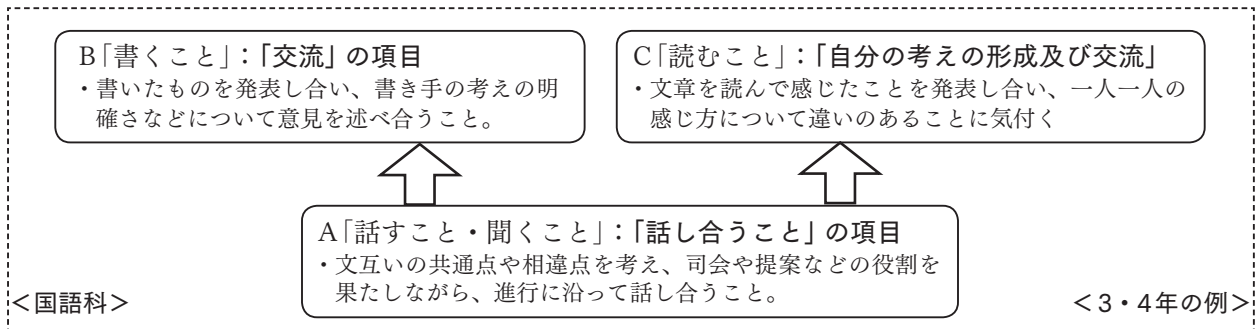 B「書くこと」：「交流」の項目
・書いたものを発表し合い、書き手の考えの明
確さなどについて意見を述べ合うこと。
C「読むこと」：「自分の考えの形成及び交流」
・文章を読んで感じたことを発表し合い、一人一人の
感じ方について違いのあることに気付く
A「話すこと・聞くこと」：「話し合うこと」の項目
・文互いの共通点や相違点を考え、司会や提案などの役割を
果たしながら、進行に沿って話し合うこと。
＜国語科＞
＜3・4年の例＞